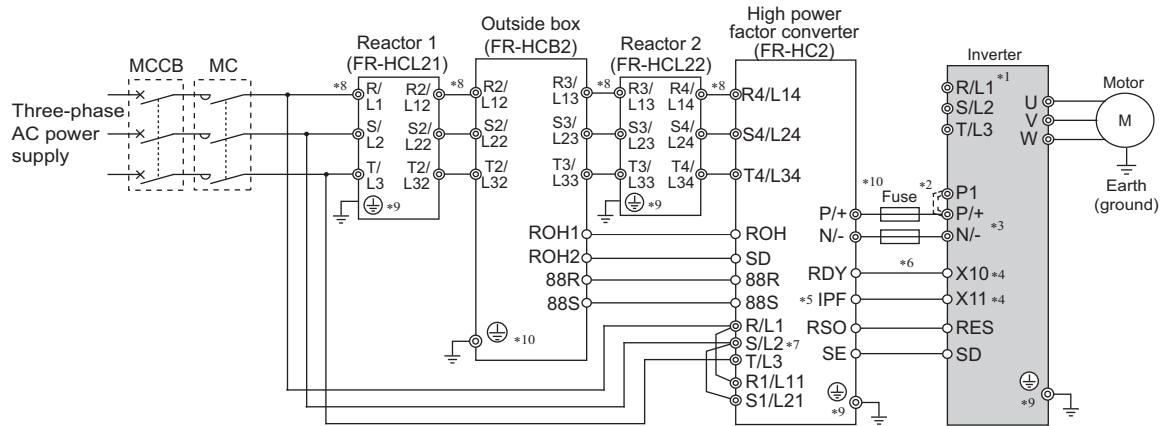 High power
factor converter
(FR-HC2)
Outside box
(FR-HCB2)
Reactor 1
(FR-HCL21)
Reactor 2
(FR-HCL22)
Inverter
MCCB
MC
Motor
Three-phase
AC power
supply
*8
R/
L1
R2/
L12
*8
R2/
L12
R3/
L13
*8
R3/
L13
R4/
L14
*8
R4/L14
S/
L2
S2/
L22
S2/
L22
S3/
L23
S3/
L23
S4/
L24
S4/L24
T/
L3
T2/
L32
T2/
L32
T3/
L33
T3/
L33
T4/
L34
T4/L34
*9
*9
R/L1 *1
S/L2
T/L3
U
V
W
M
Earth
(ground)
*10
Fuse
*2
P1
P/+
P/+
*3
N/-
N/-
ROH1
ROH
ROH2
SD
88R
88R
88S
88S
RDY
*6
X10 *4
*5 IPF
X11 *4
RSO
RES
SE
SD
*10
R/L1
S/L2 *7
T/L3
R1/L11
S1/L21
*9
*9